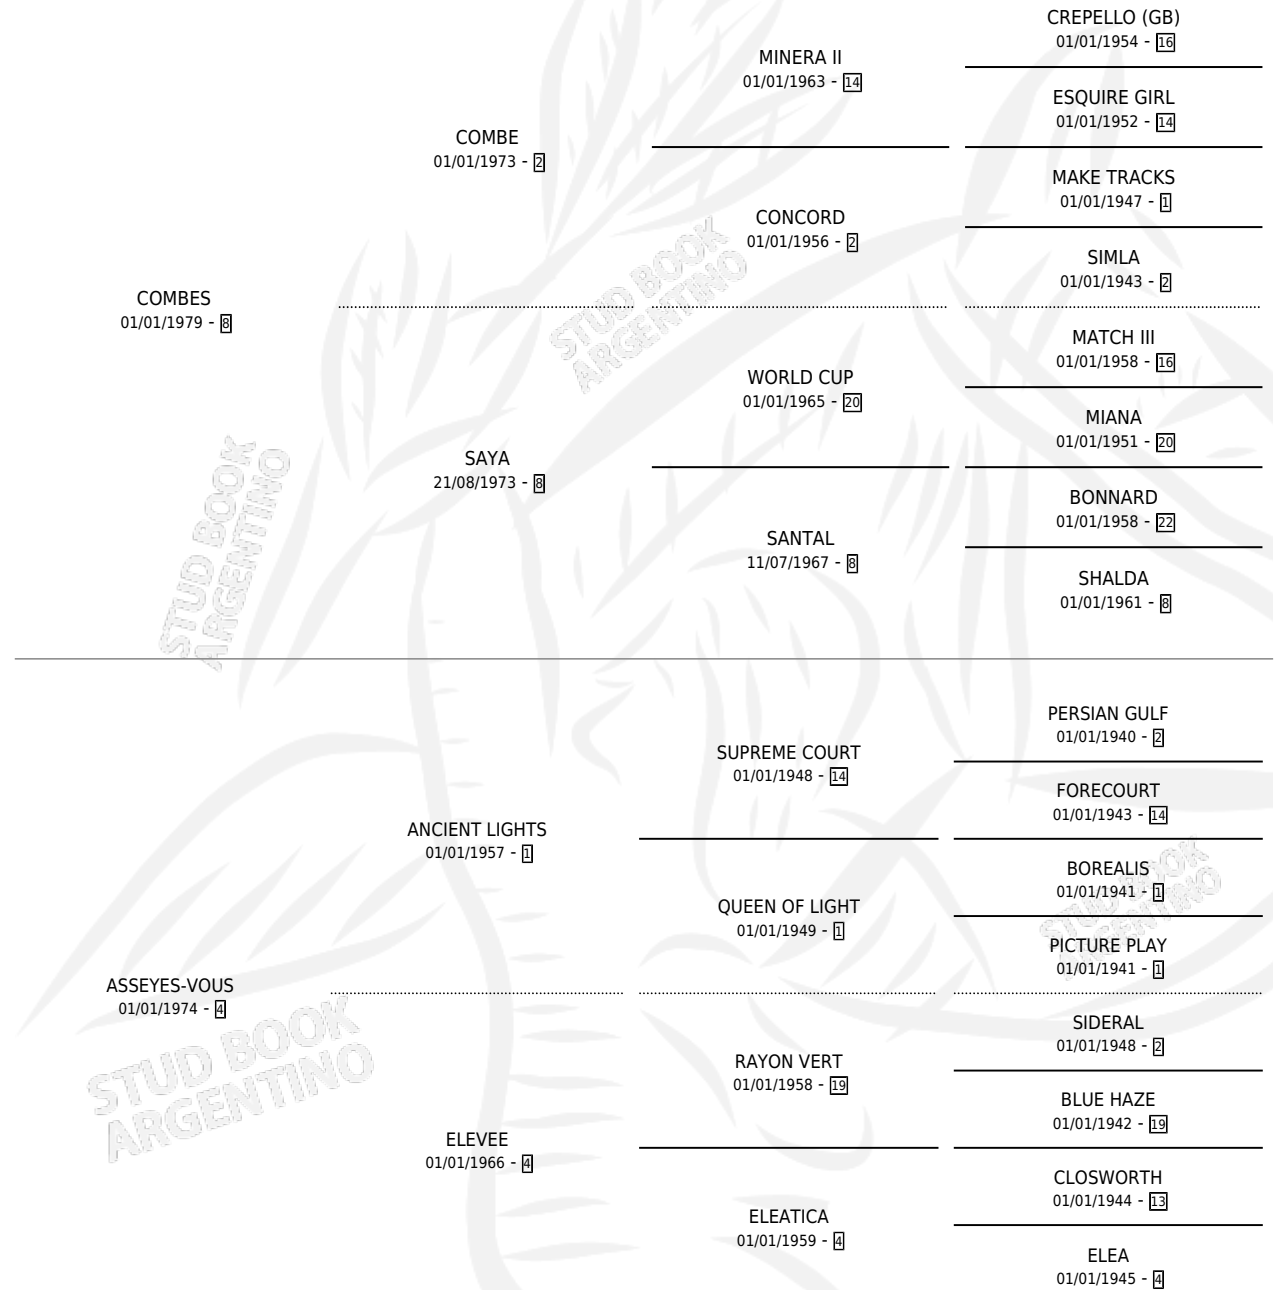 CREPELLO (GB)
01/01/1954 - 16
MINERA II
01/01/1963 - 14
ESQUIRE GIRL
01/01/1952 - 14
COMBE
01/01/1973 - 2
MAKE TRACKS
01/01/1947 - 1
CONCORD
01/01/1956 - 2
SIMLA
01/01/1943 - 2
COMBES
01/01/1979 - 8
STUD BOOK
ARGENTINO
MATCH III
01/01/1958 - 16
WORLD CUP
01/01/1965 - 20
MIANA
01/01/1951 - 20
SAYA
21/08/1973 - 8
BONNARD
01/01/1958 - 22
SANTAL
11/07/1967 - 8
SHALDA
01/01/1961 - 8
STUD BOOK
ARGENTINO
PERSIAN GULF
01/01/1940 - 2
SUPREME COURT
01/01/1948 - 14
FORECOURT
01/01/1943 - 14
ANCIENT LIGHTS
01/01/1957 - 1
BOREALIS
01/01/1941 - 1
QUEEN OF LIGHT
01/01/1949 - 1
PICTURE PLAY
01/01/1941 - 1
STUD BOOK
ARGENTINO
ASSEYES-VOUS
01/01/1974 - 4
SIDERAL
01/01/1948 - 2
RAYON VERT
01/01/1958 - 19
BLUE HAZE
01/01/1942 - 19
STUD BOOK
ARGENTINO
ELEVEE
01/01/1966 - 4
CLOSWORTH
01/01/1944 - 13
ELEATICA
01/01/1959 - 4
ELEA
01/01/1945 - 4